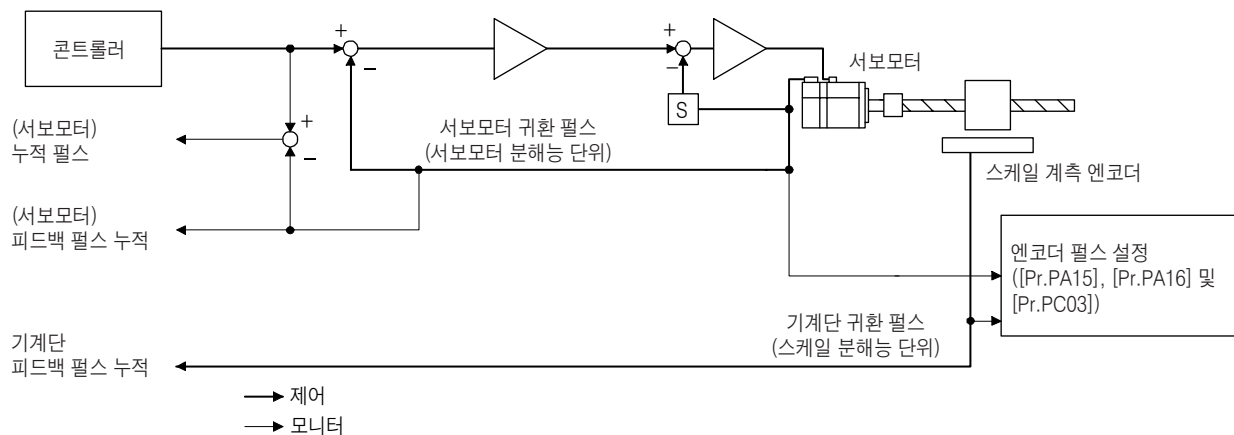 콘트롤러
+
−
+
−
서보모터
S
(서보모터)
누적 펄스
+
−
서보모터 귀환 펄스
(서보모터 분해능 단위)
스케일 계측 엔코더
(서보모터)
피드백 펄스 누적
엔코더 펄스 설정
([Pr.PA15], [Pr.PA16] 및
[Pr.PC03])
기계단
피드백 펄스 누적
기계단 귀환 펄스
(스케일 분해능 단위)
제어
모니터